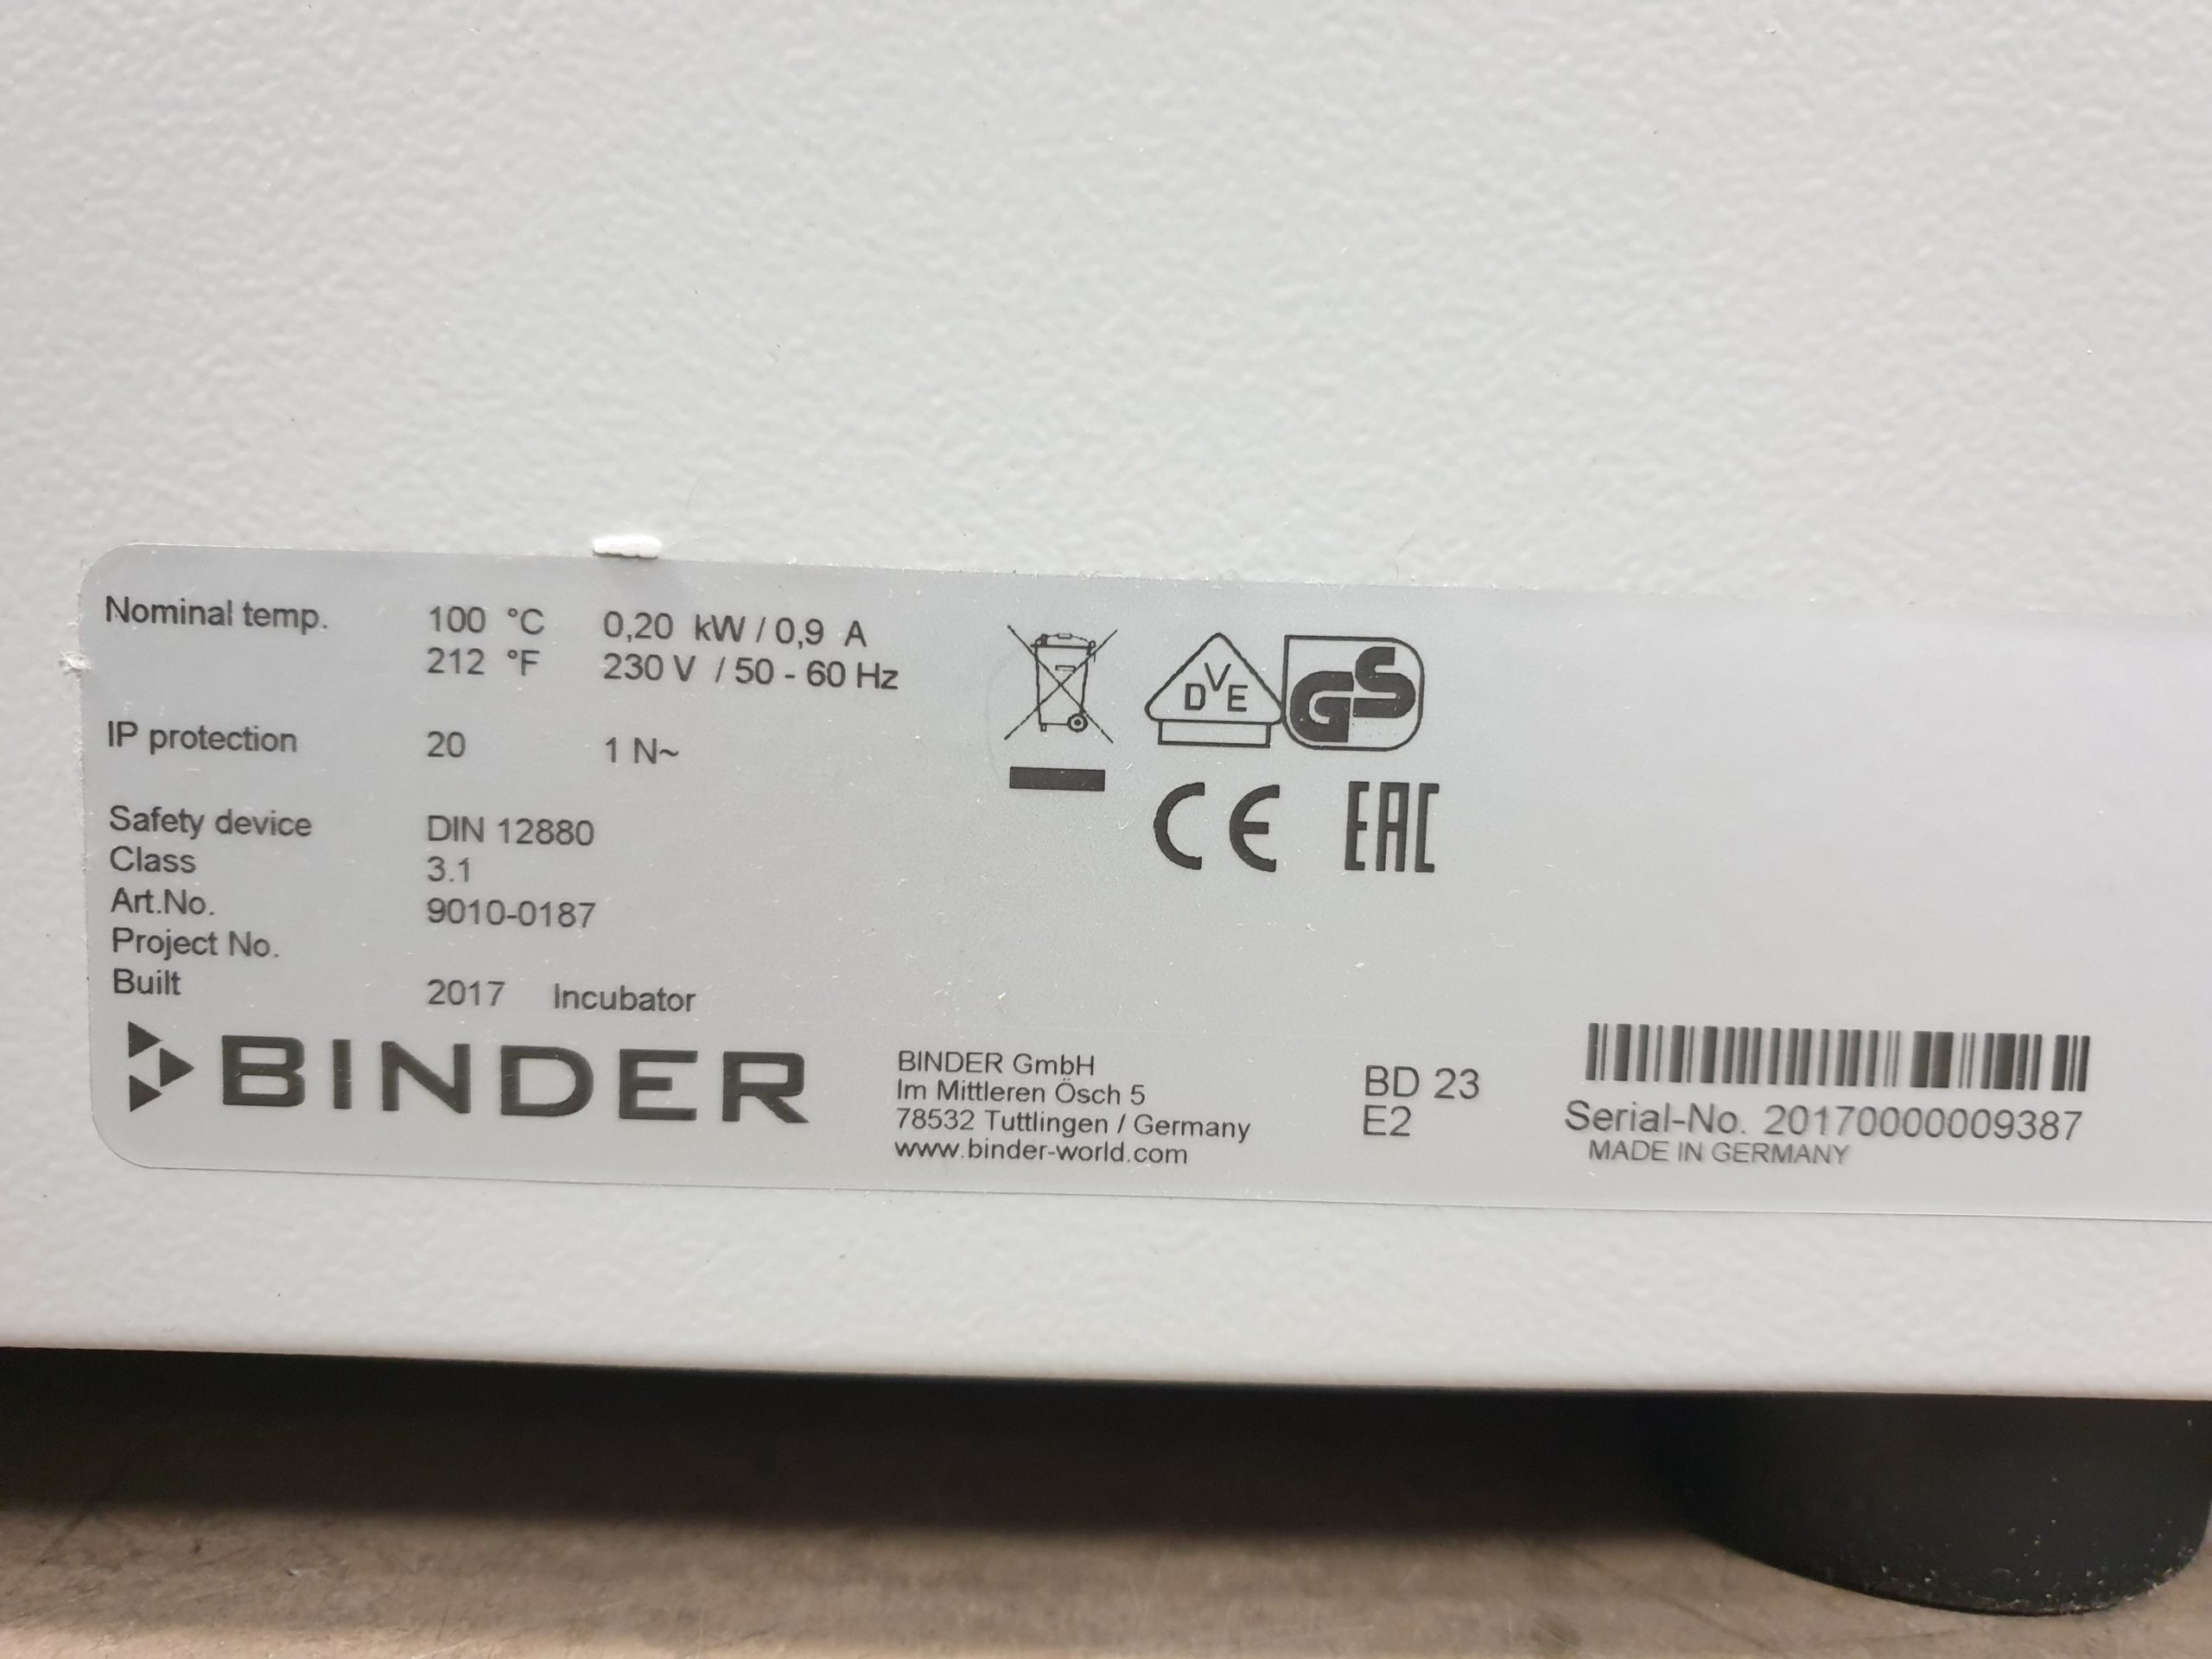 Nominal temp. 100 °C 0,20 kW / 0,9 A
212 °F 230 V / 50 - 60 Hz
IP protection 20 1 N~
Safety device DIN 12880
Class 3.1
Art.No. 9010-0187
Project No.
Built 2017 Incubator
DVE GS
CE EAC
BINDER
BINDER GmbH
Im Mittleren Ösch 5
78532 Tuttlingen / Germany
www.binder-world.com
BD 23
E2
Serial-No. 20170000009387
MADE IN GERMANY